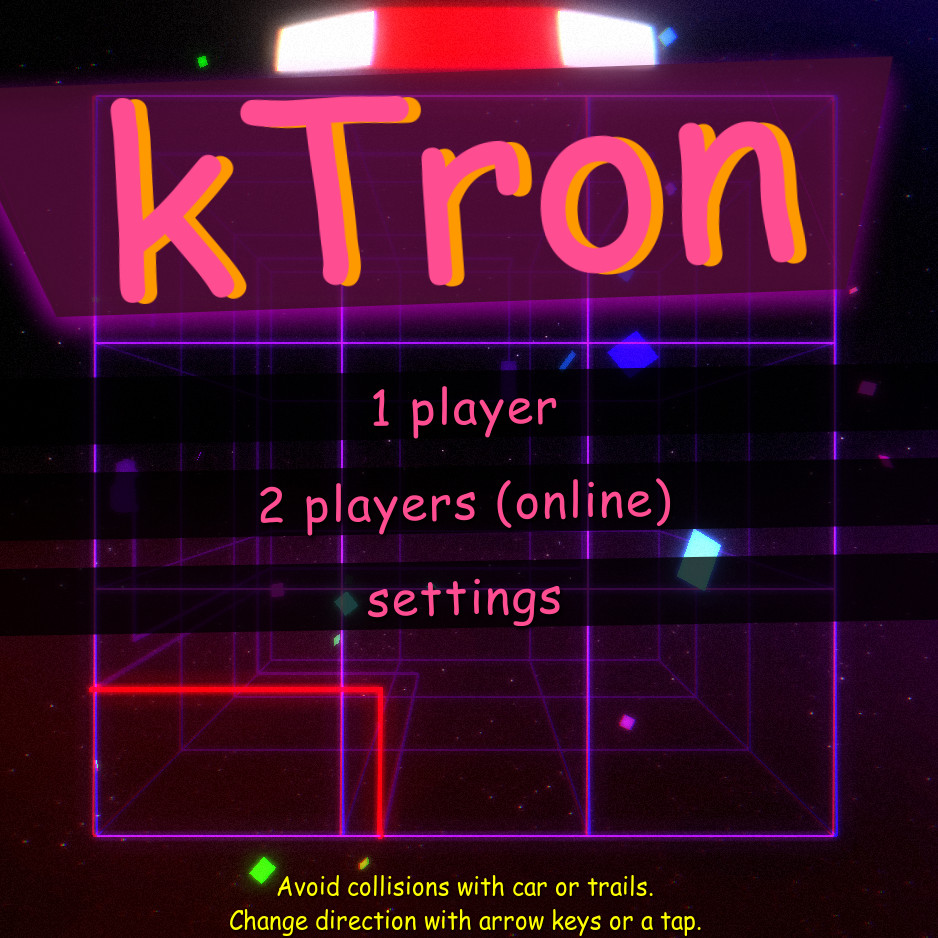 kTron
1 player
2 players (online)
settings
Avoid collisions with car or trails.
Change direction with arrow keys or a tap.